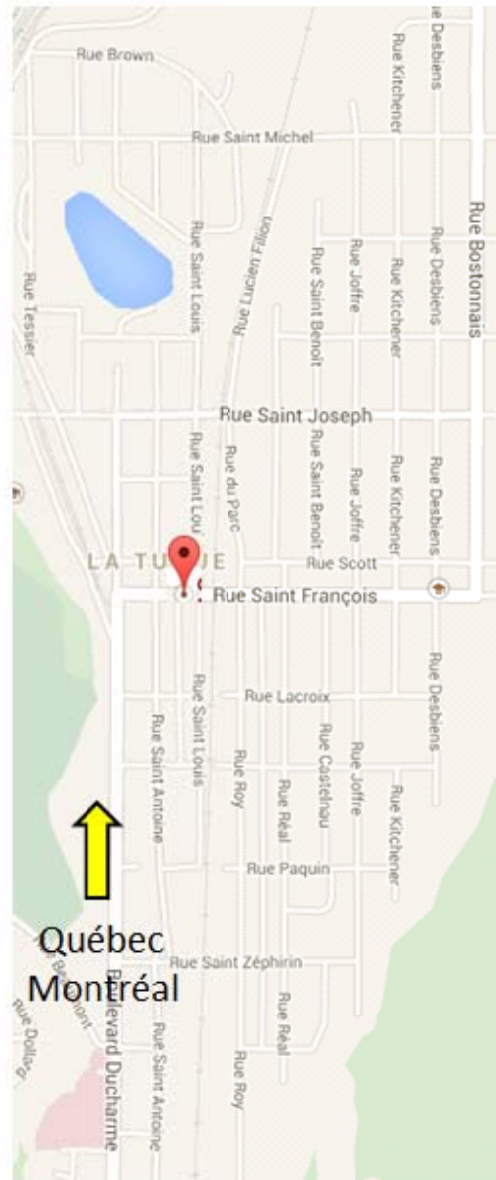 Rue Brown
Rue Kitchener
ue Desbiens
Rue Saint Michel
Rue Tessier
Rue Saint Louis
Rue Lucien Filion
Rue Saint Benoit
Rue Joffre
Rue Kitchener
Rue Desbiens
Rue Bostonnais
Rue Saint Joseph
Rue Saint Loui
Rue du Parc
Rue Saint Benoit
Rue Joffre
Rue Kitchener
Rue Desbiens
LA TUQUE
Rue Scott
Rue Saint François
Rue Lacroix
Rue Saint Antoine
Rue Saint Louis
Rue Roy
Rue Réal
Rue Castelnau
Rue Joffre
Rue Kitchener
Rue Desbiens
Rue Paquin
Québec
Montréal
Rue Saint Zéphirin
Boulevard Ducharme
Rue Saint Antoine
Rue Roy
Rue Réal